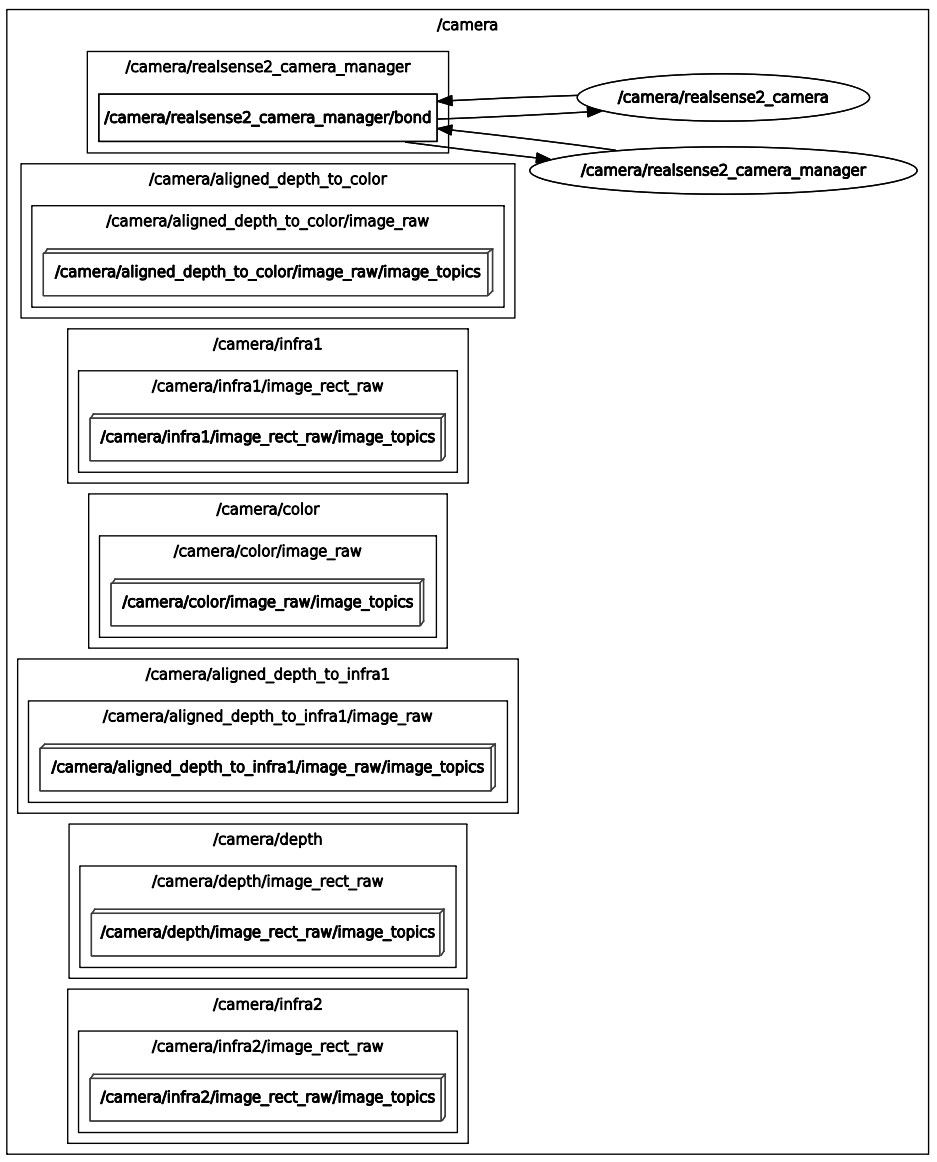 /camera
/camera/realsense2_camera_manager
/camera/realsense2_camera
/camera/realsense2_camera_manager/bond
/camera/realsense2_camera_manager
/camera/aligned_depth_to_color
/camera/aligned_depth_to_color/image_raw
/camera/aligned_depth_to_color/image_raw/image_topics
/camera/infra1
/camera/infra1/image_rect_raw
/camera/infra1/image_rect_raw/image_topics
/camera/color
/camera/color/image_raw
/camera/color/image_raw/image_topics
/camera/aligned_depth_to_infra1
/camera/aligned_depth_to_infra1/image_raw
/camera/aligned_depth_to_infra1/image_raw/image_topics
/camera/depth
/camera/depth/image_rect_raw
/camera/depth/image_rect_raw/image_topics
/camera/infra2
/camera/infra2/image_rect_raw
/camera/infra2/image_rect_raw/image_topics